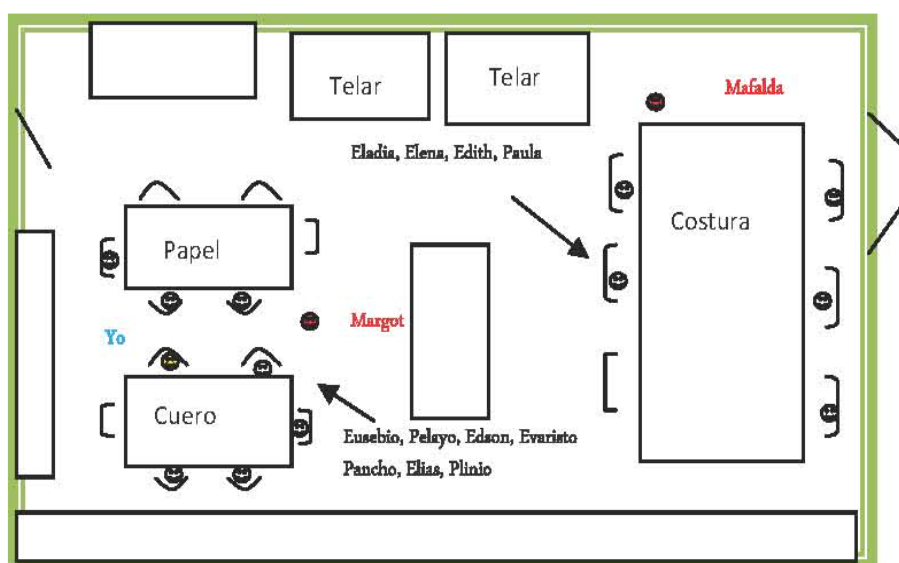 Telar
Telar
Mafalda
Eladia, Elena, Edith, Paula
Costura
Papel
Margot
Yo
Cuero
Eusebio, Pelayo, Edson, Evaristo
Pancho, Elias, Plinio